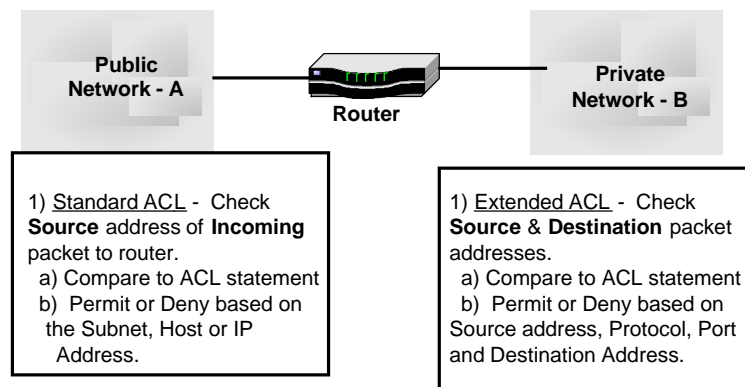 Public
Network - A
Router
Private
Network - B
1) Standard ACL - Check
Source address of Incoming
packet to router.
a) Compare to ACL statement
b) Permit or Deny based on
the Subnet, Host or IP
Address.
1) Extended ACL - Check
Source & Destination packet
addresses.
a) Compare to ACL statement
b) Permit or Deny based on
Source address, Protocol, Port
and Destination Address.